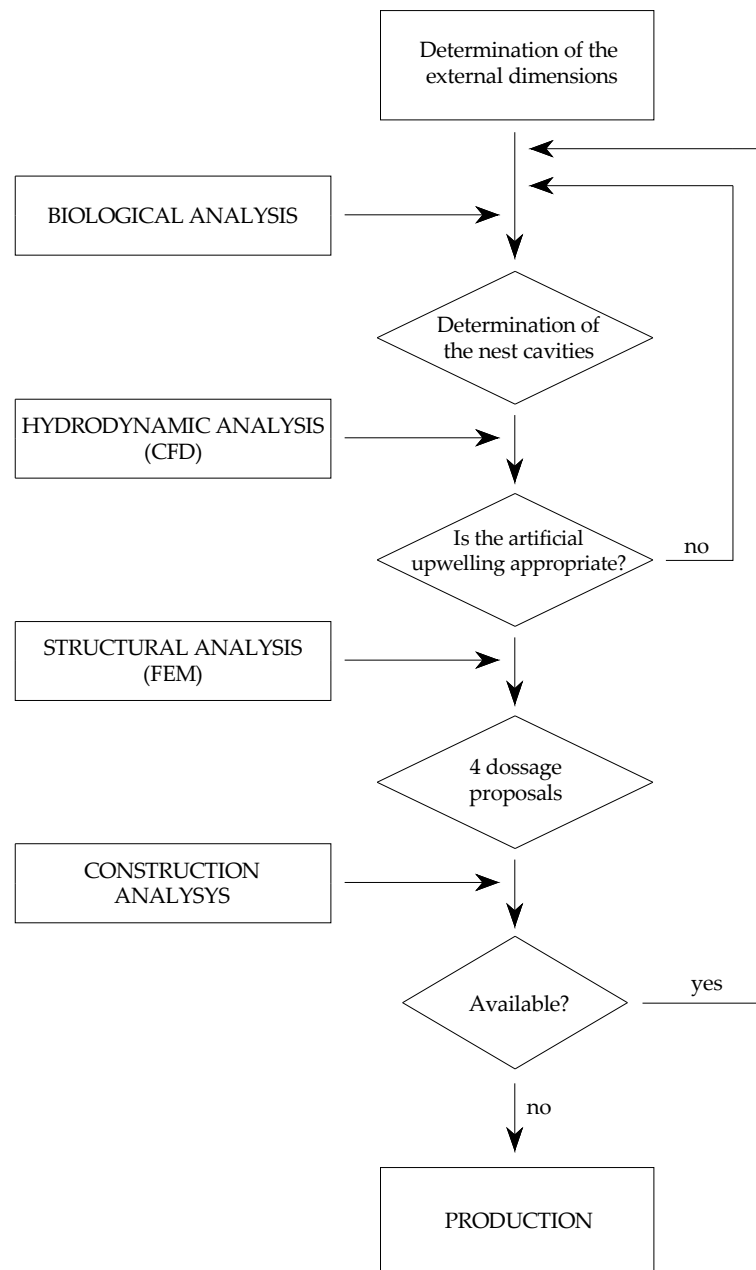 Determination of the
external dimensions
BIOLOGICAL ANALYSIS
Determination of
the nest cavities
HYDRODYNAMIC ANALYSIS
(CFD)
Is the artificial
upwelling appropriate?
no
STRUCTURAL ANALYSIS
(FEM)
4 dossage
proposals
CONSTRUCTION
ANALYSYS
Available?
yes
no
PRODUCTION